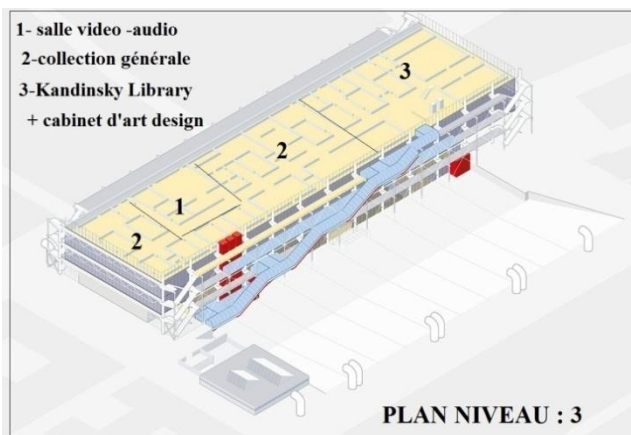 1- salle video -audio
2-collection générale
3-Kandinsky Library
+ cabinet d'art design
3
2
1
2
PLAN NIVEAU : 3